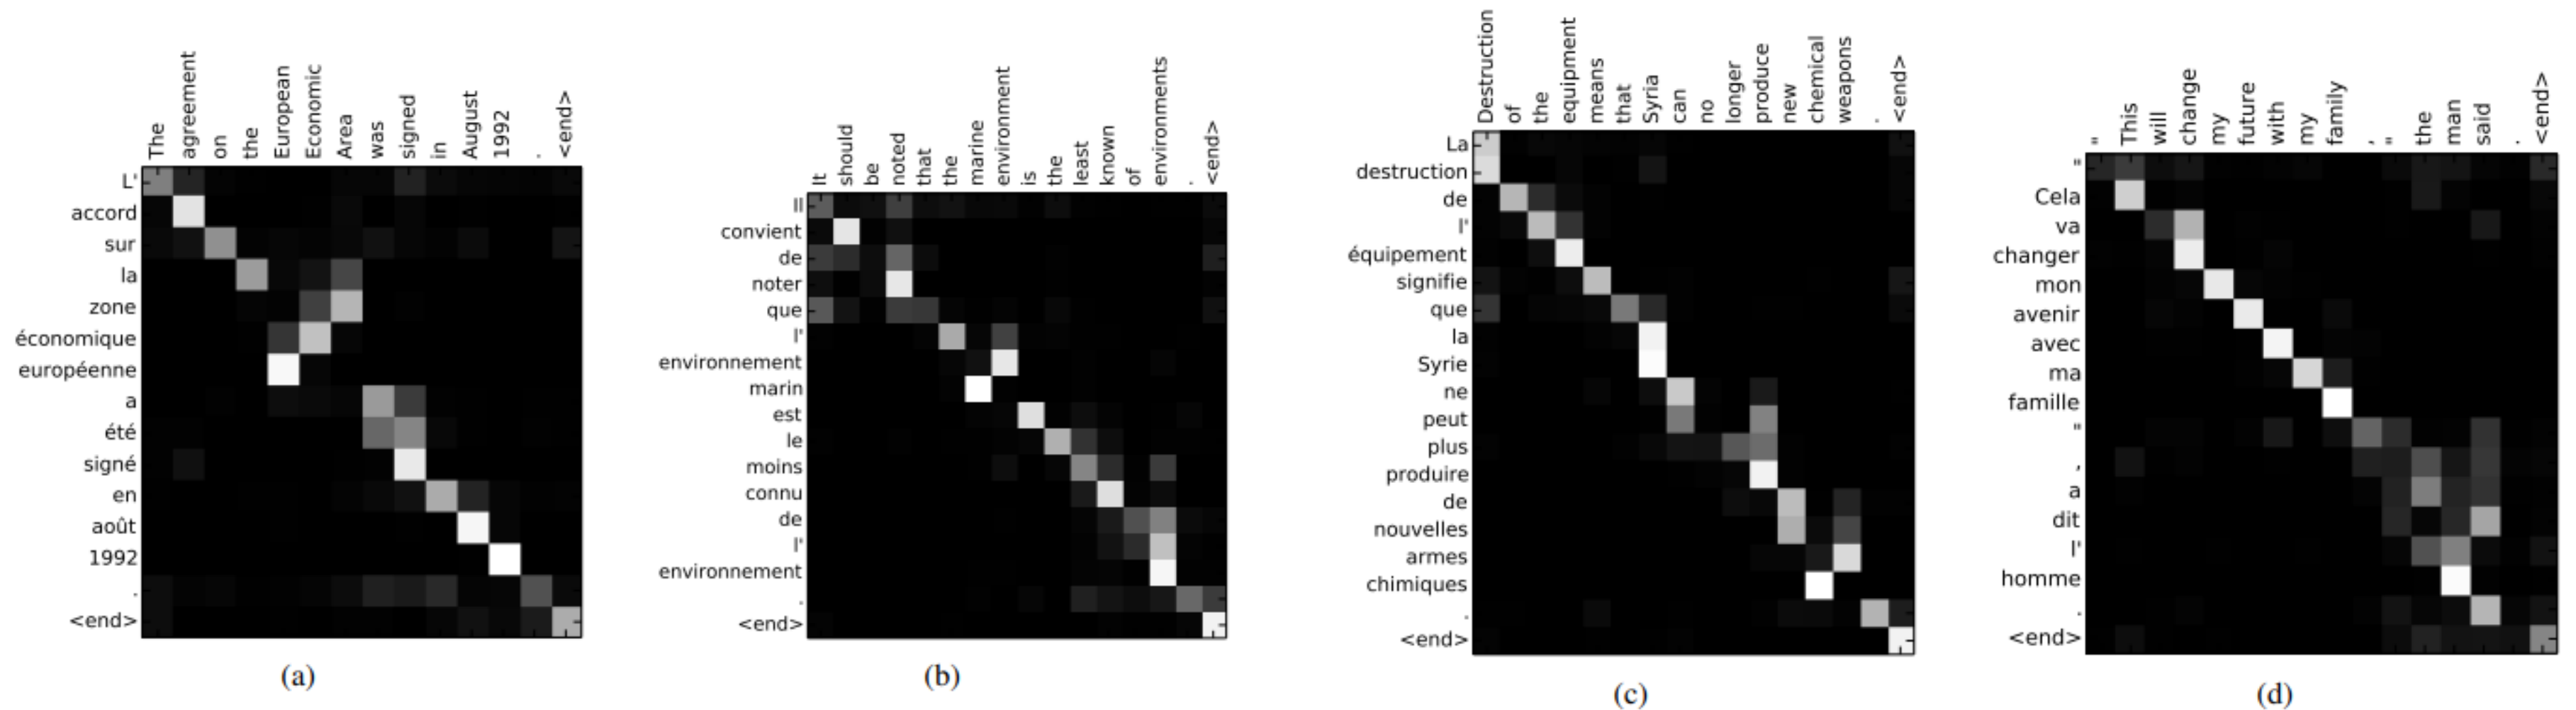 The agreement on the European Economic Area was signed in August 1992 . <end>
L'
accord
sur
la
zone
économique
européenne
a
été
signé
en
août
1992
.
<end>
(a)
It should be noted that the marine environment is the least known of environments . <end>
Il
convient
de
noter
que
l'
environnement
marin
est
le
moins
connu
de
l'
environnement
.
<end>
(b)
Destruction of the equipment means that Syria can no longer produce new chemical weapons . <end>
La
destruction
de
l'
équipement
signifie
que
la
Syrie
ne
peut
plus
produire
de
nouvelles
armes
chimiques
.
<end>
(c)
" This will change my future with my family , " the man said . <end>
"
Cela
va
changer
mon
avenir
avec
ma
famille
"
,
a
dit
l'
homme
.
<end>
(d)